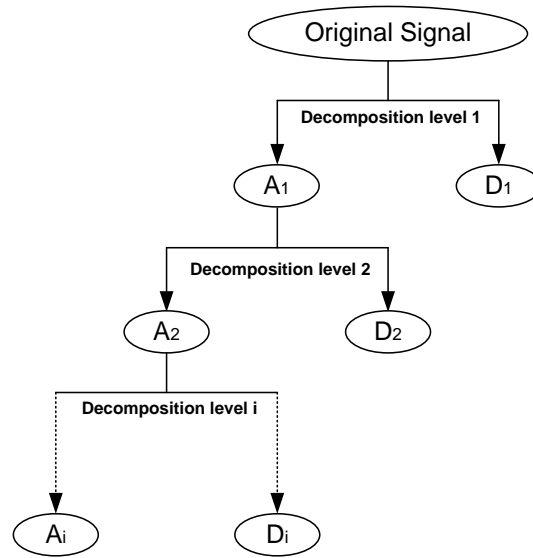 Original Signal
Decomposition level 1
A1
D1
Decomposition level 2
A2
D2
Decomposition level i
Ai
Di